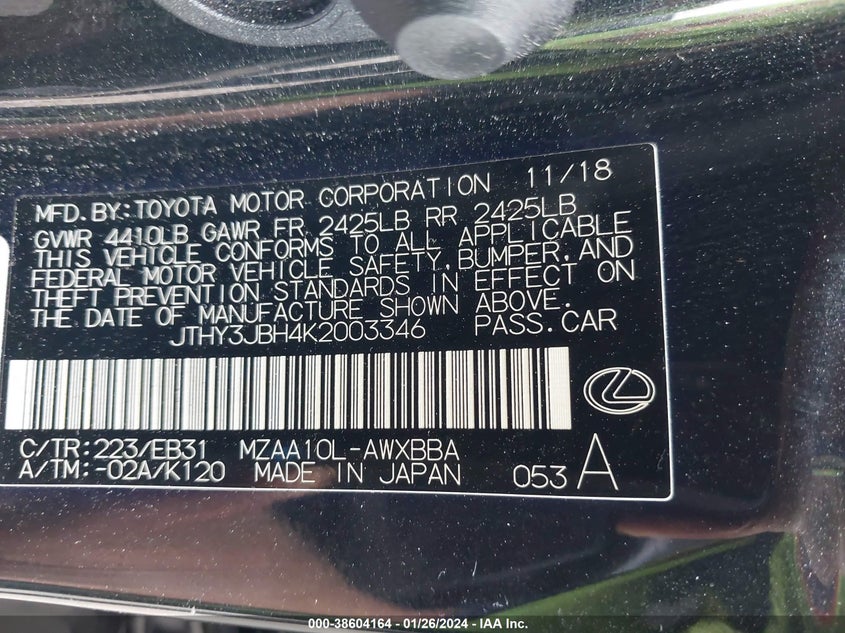 MFD. BY: TOYOTA MOTOR CORPORATION 11/18
GVWR 4410LB GAWR FR 2425LB RR 2425LB
THIS VEHICLE CONFORMS TO ALL APPLICABLE
FEDERAL MOTOR VEHICLE SAFETY, BUMPER, AND
THEFT PREVENTION STANDARDS IN EFFECT ON
THE DATE OF MANUFACTURE SHOWN ABOVE.
JTHY3JBH4K2003346 PASS. CAR
C/TR: 223/EB31 MZAA10L-AWXBBA
A/TM: -02A/K120 MADE IN JAPAN 053 A
000-38604164 - 01/26/2024 - IAA Inc.